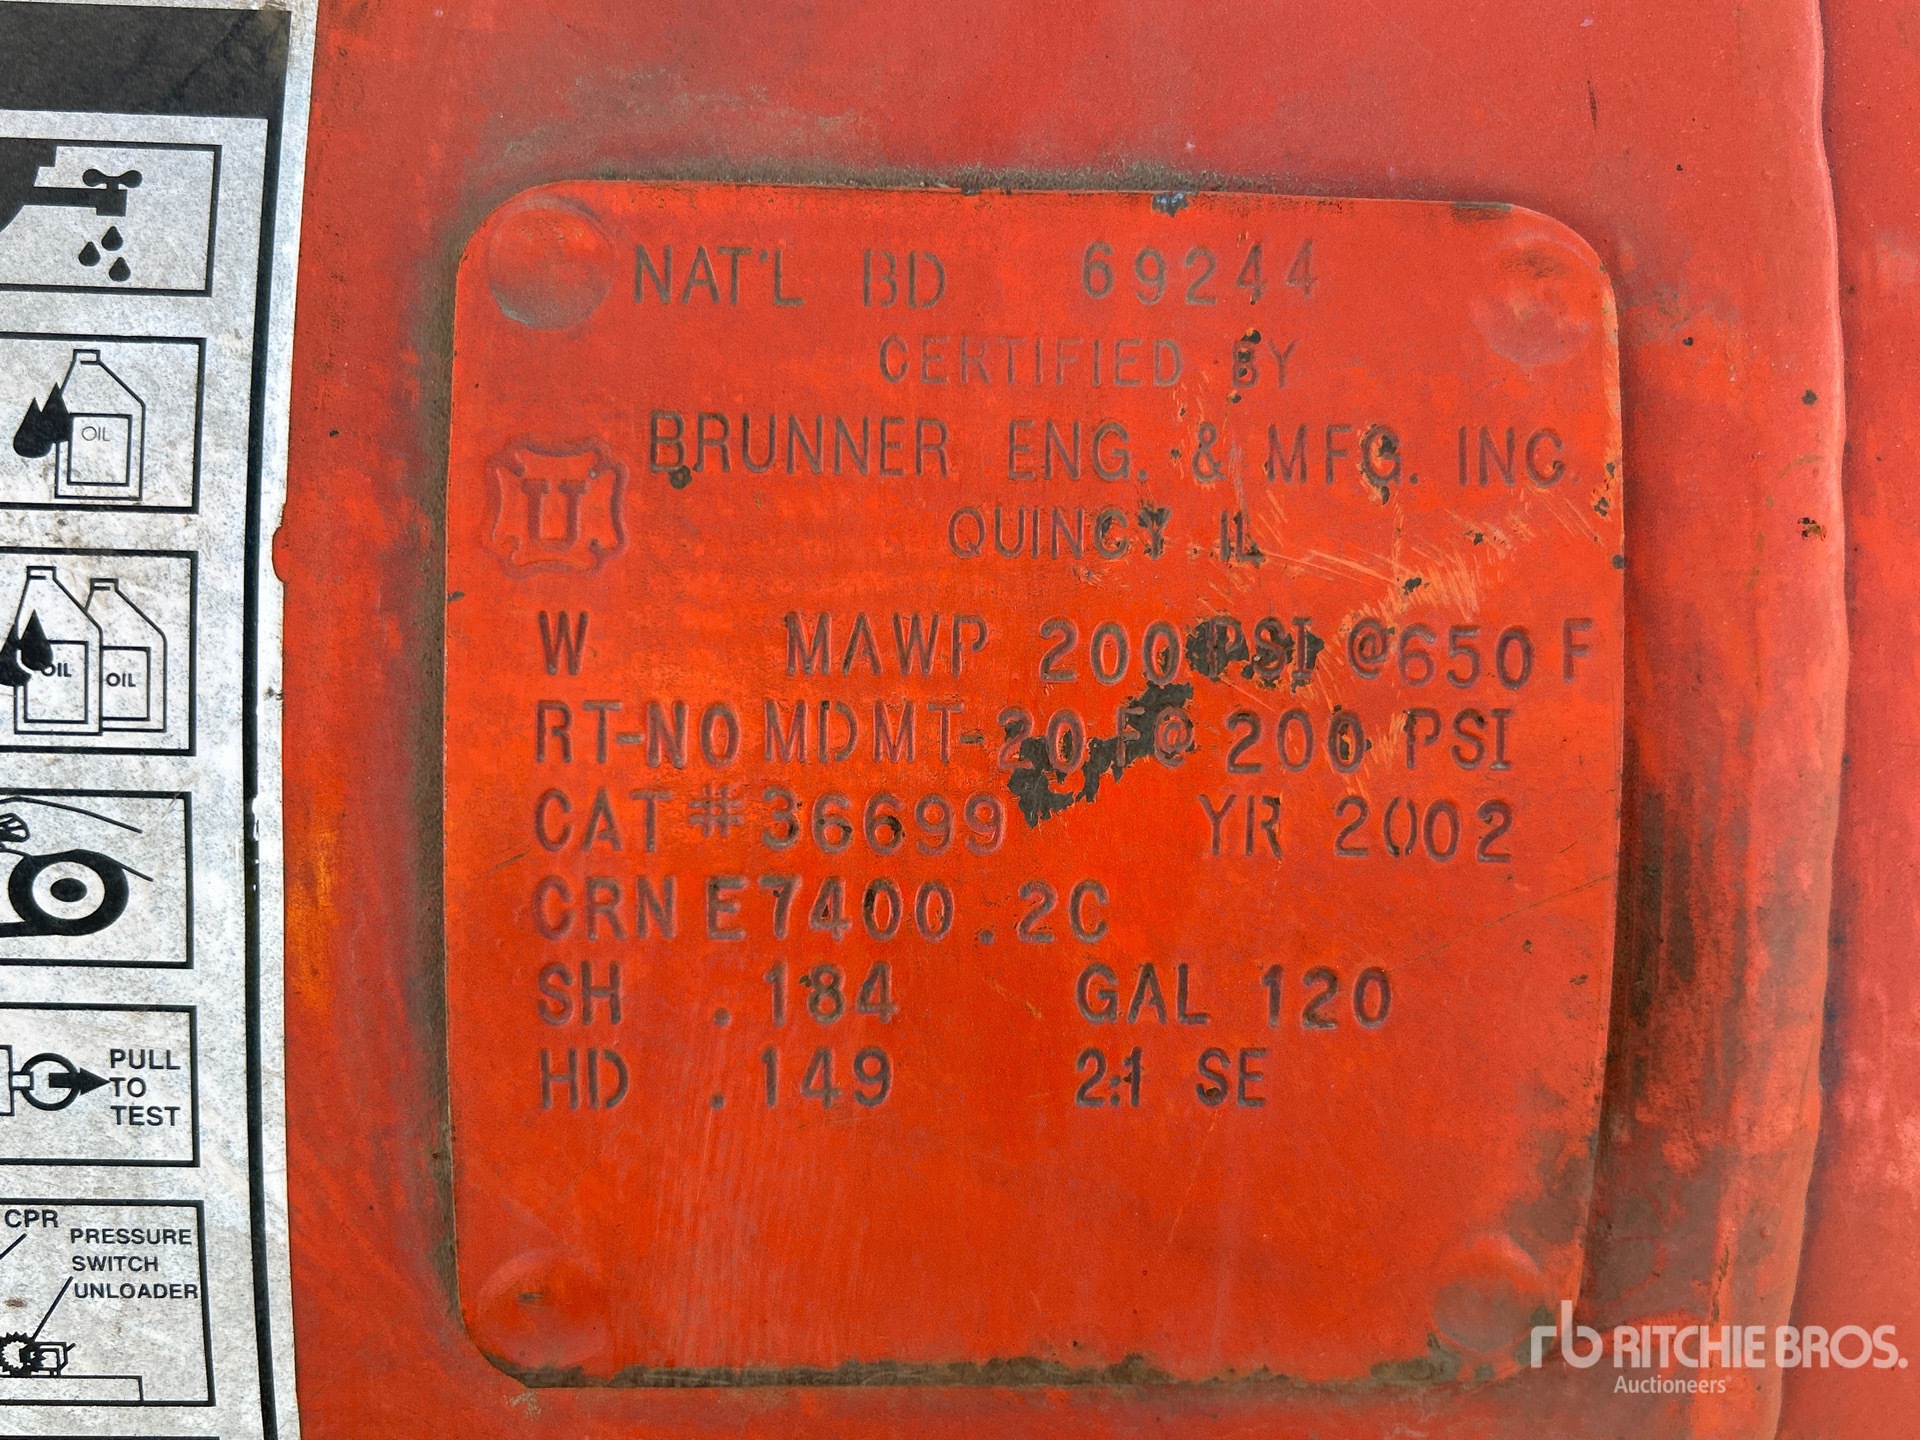 NAT'L BD 69244
CERTIFIED BY
BRUNNER ENG. & MFG. INC.
U
QUINCY, IL
W MAWP 200 PSI @ 650 F
RT-NO MDMT-20 F @ 200 PSI
CAT # 36699 YR 2002
CRN E7400.2C
SH .184 GAL 120
HD .149 2:1 SE
OIL
OIL
OIL
PULL
TO
TEST
CPR
PRESSURE
SWITCH
UNLOADER
rb RITCHIE BROS.
Auctioneers